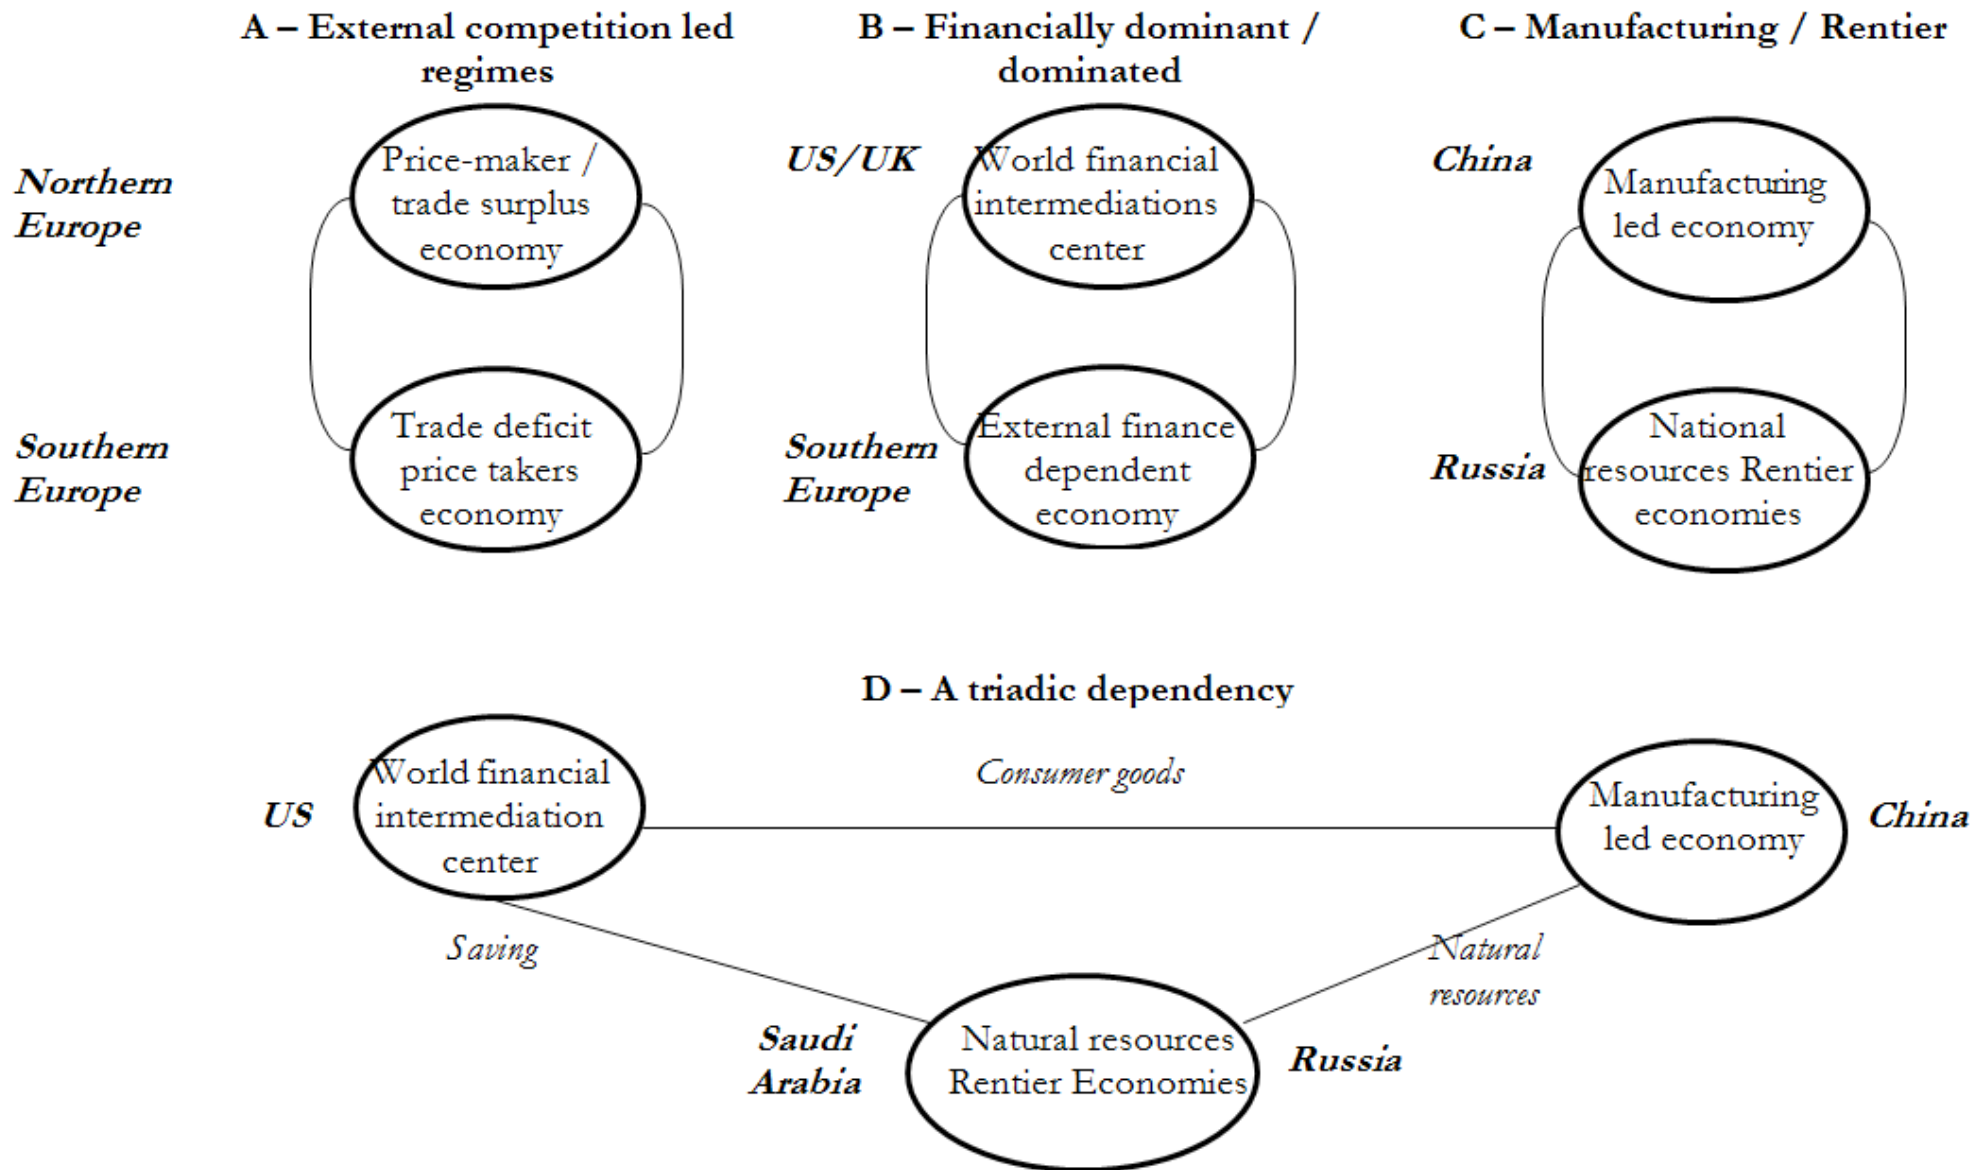 A – External competition led
regimes
B – Financially dominant /
dominated
C – Manufacturing / Rentier
Northern
Europe
Price-maker /
trade surplus
economy
US/UK
World financial
intermediations
center
China
Manufacturing
led economy
Southern
Europe
Trade deficit
price takers
economy
Southern
Europe
External finance
dependent
economy
Russia
National
resources Rentier
economies
D – A triadic dependency
US
World financial
intermediation
center
Consumer goods
Manufacturing
led economy
China
Saving
Natural
resources
Saudi
Arabia
Natural resources
Rentier Economies
Russia